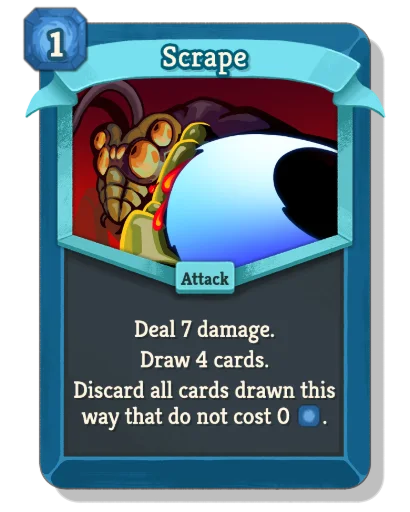 1
Scrape
Attack
Deal 7 damage.
Draw 4 cards.
Discard all cards drawn this
way that do not cost 0 .